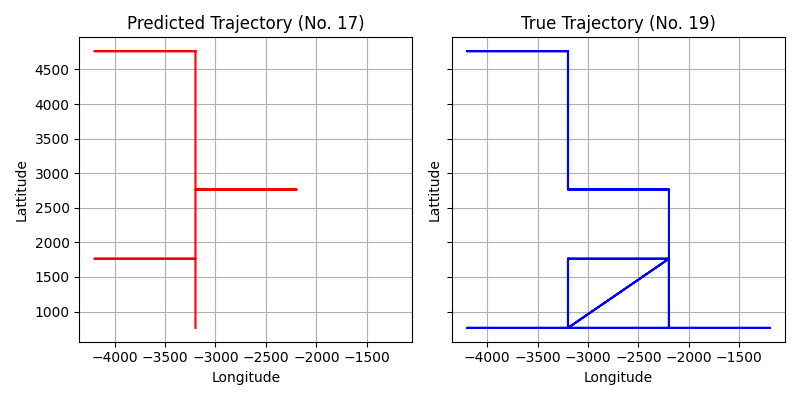 Predicted Trajectory (No. 17)
True Trajectory (No. 19)
Lattitude
4500
4000
3500
3000
2500
2000
1500
1000
−4000 −3500 −3000 −2500 −2000 −1500
Longitude
Lattitude
−4000 −3500 −3000 −2500 −2000 −1500
Longitude